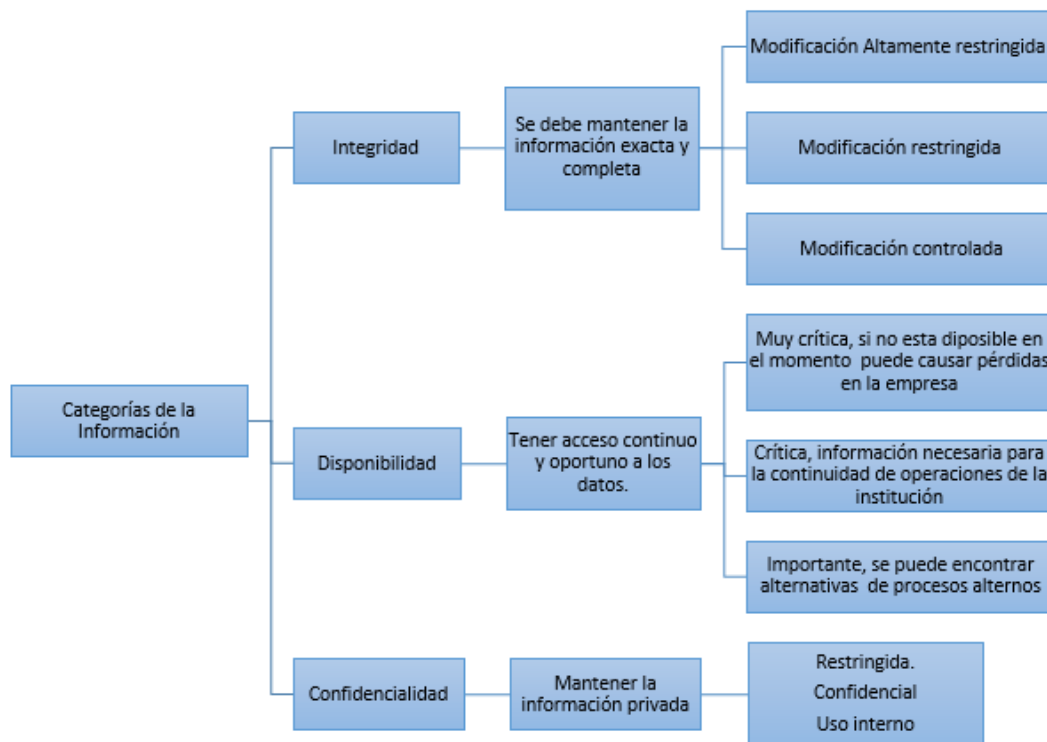 Categorías de la
Información
Integridad
Se debe mantener la
información exacta y
completa
Modificación Altamente restringida
Modificación restringida
Modificación controlada
Disponibilidad
Tener acceso continuo
y oportuno a los
datos.
Muy crítica, si no esta diposible en
el momento puede causar pérdidas
en la empresa
Crítica, información necesaria para
la continuidad de operaciones de la
institución
Importante, se puede encontrar
alternativas de procesos alternos
Confidencialidad
Mantener la
información privada
Restringida.
Confidencial
Uso interno